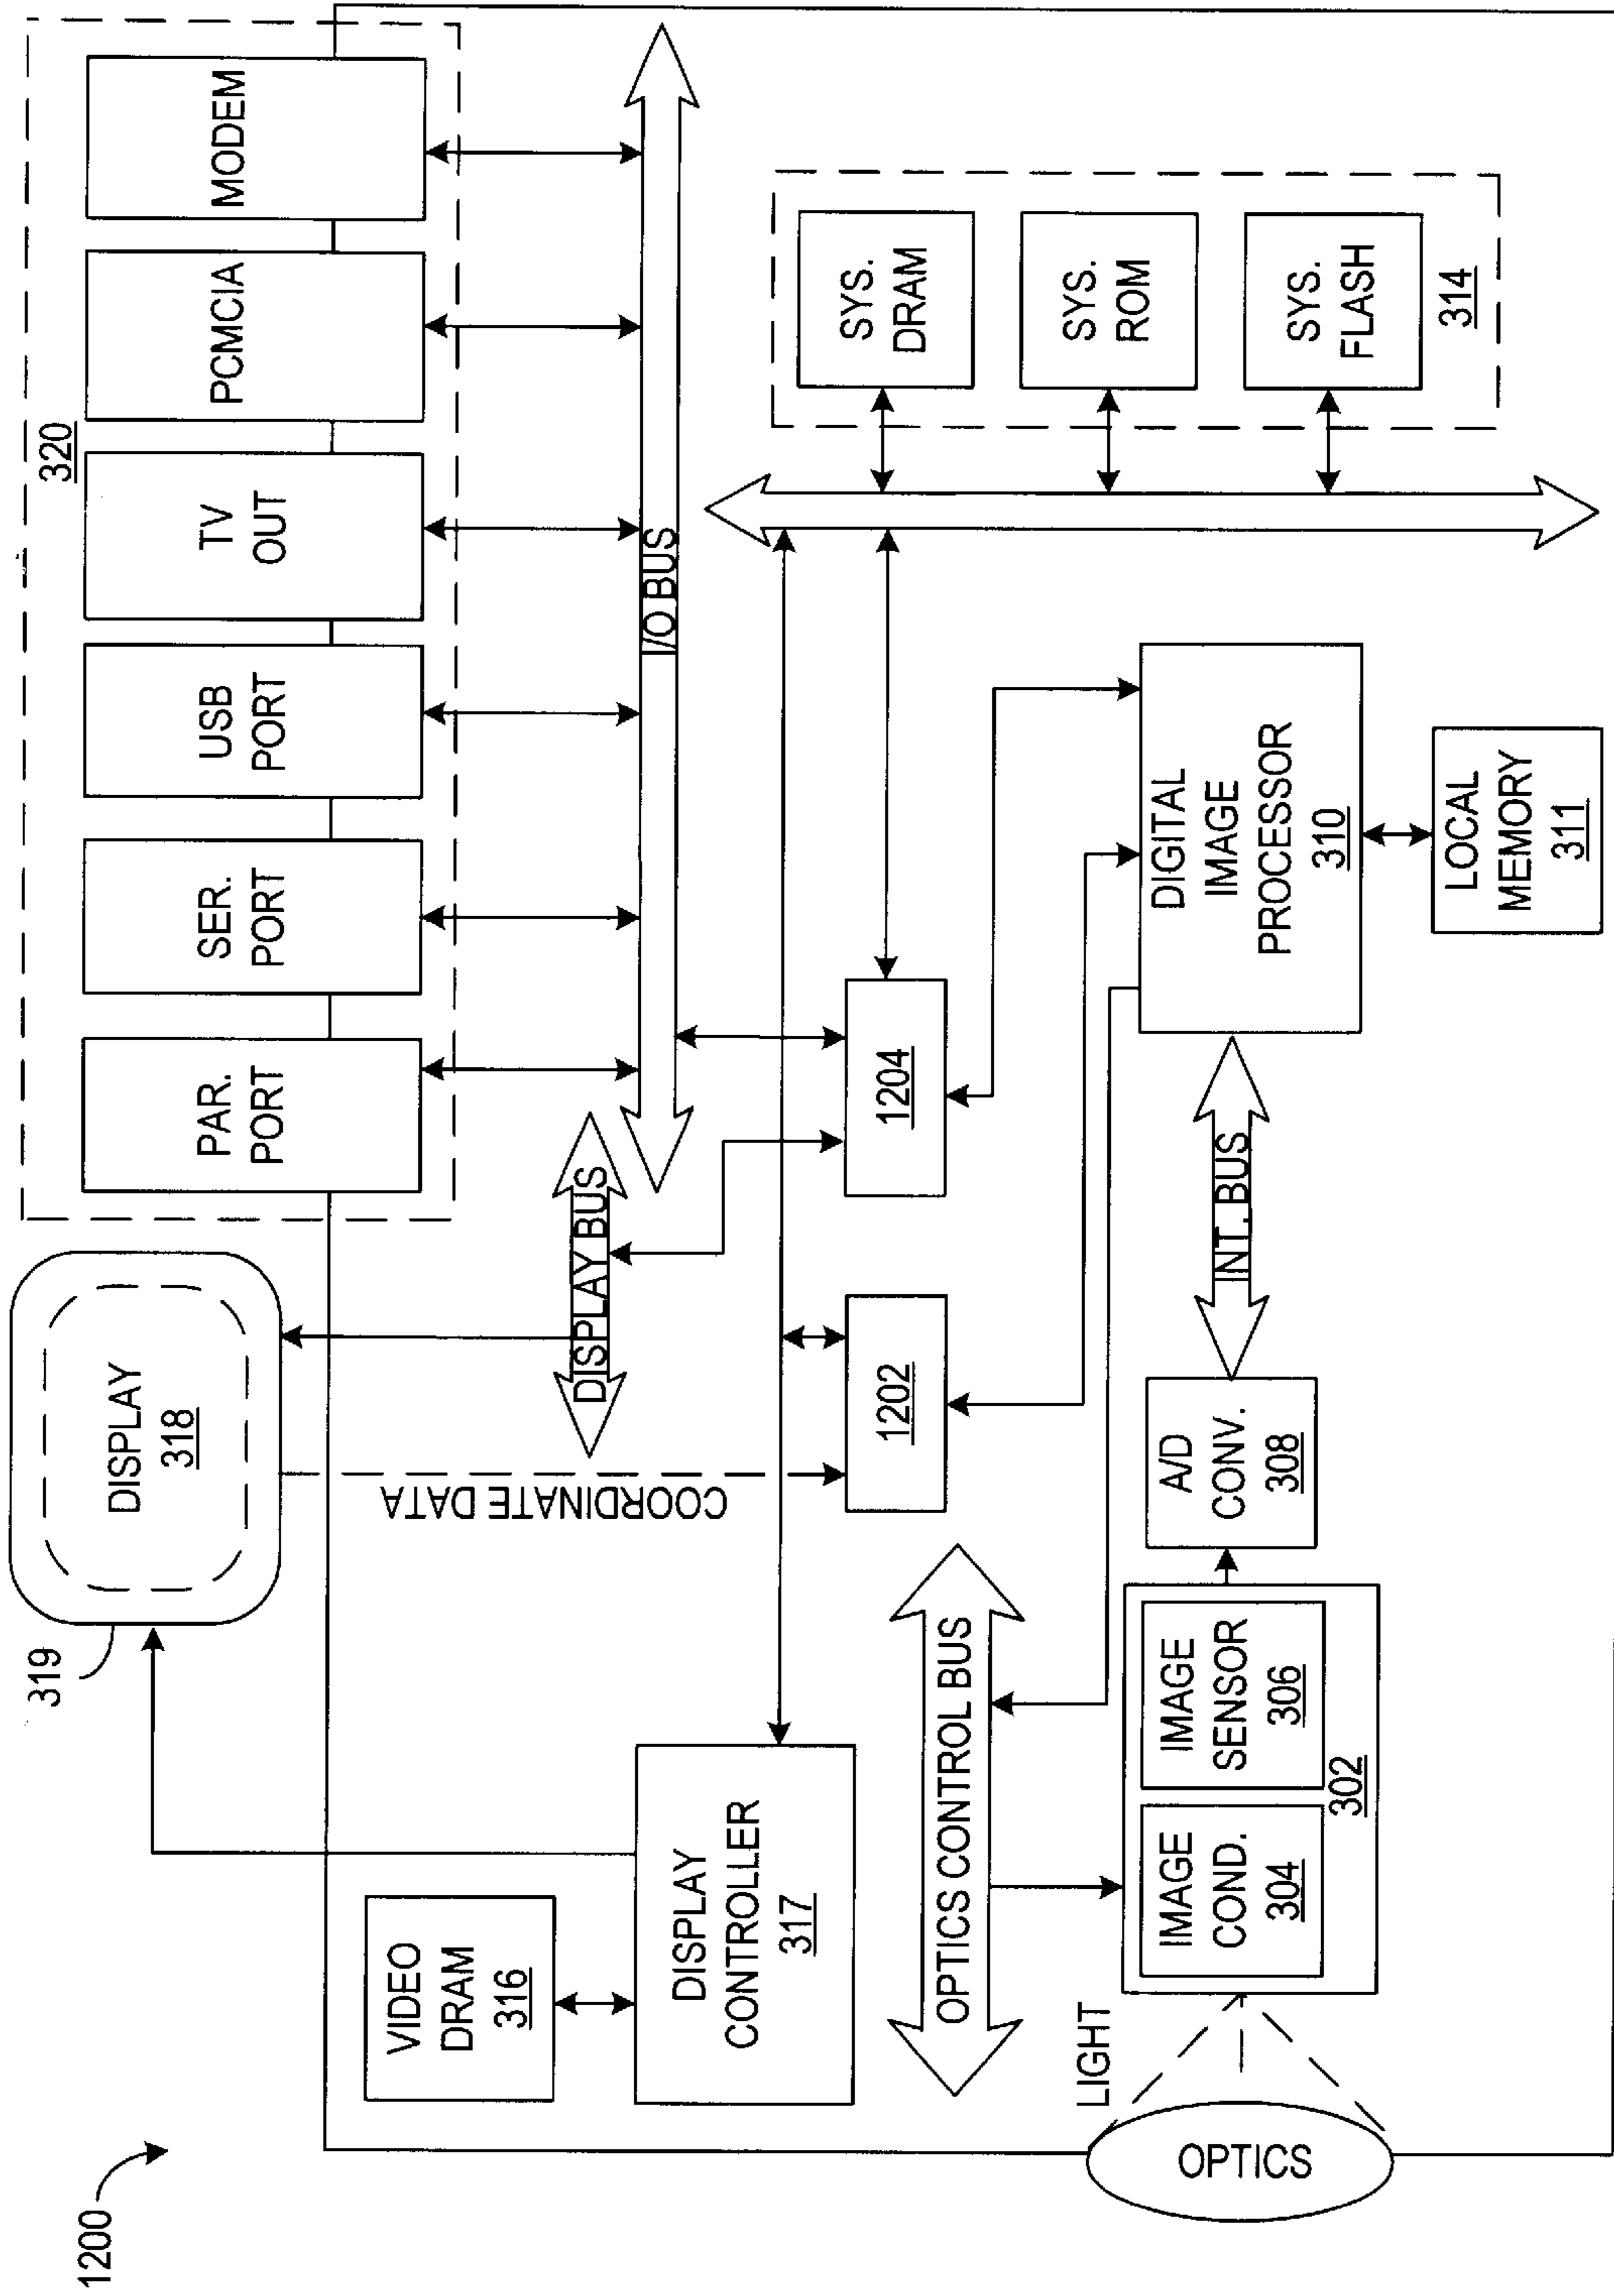 1200
319
DISPLAY
318
320
PAR.
PORT
SER.
PORT
USB
PORT
TV
OUT
PCMCIA
MODEM
VIDEO
DRAM
316
DISPLAY
CONTROLLER
317
COORDINATE DATA
DISPLAY BUS
I/O BUS
1202
1204
SYS.
DRAM
SYS.
ROM
SYS.
FLASH
314
OPTICS CONTROL BUS
LIGHT
OPTICS
IMAGE
COND.
304
IMAGE
SENSOR
306
302
A/D
CONV.
308
INT. BUS
DIGITAL
IMAGE
PROCESSOR
310
LOCAL
MEMORY
311